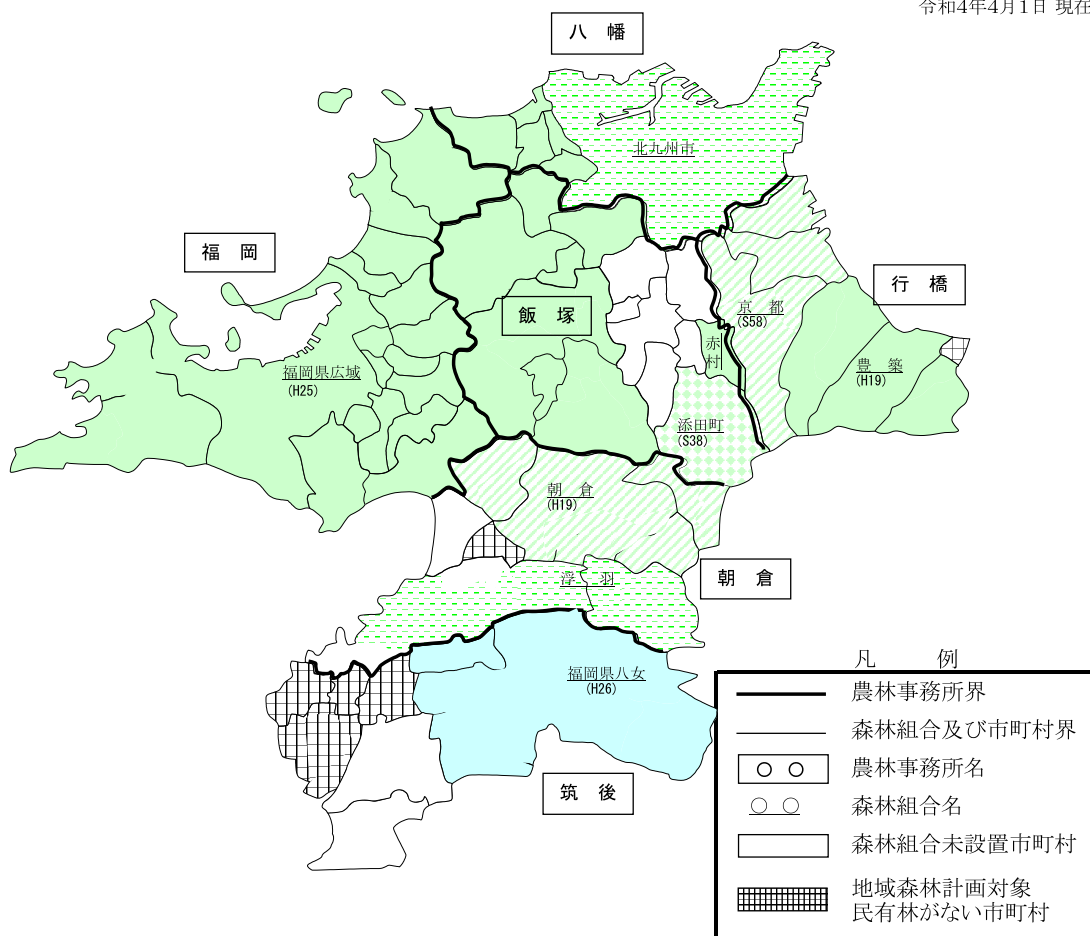 令和4年4月1日 現在
八 幡
北九州市
福 岡
行 橋
飯 塚
京 都
(S58)
赤
村
豊 築
(H19)
福岡県広域
(H25)
添田町
(S38)
朝 倉
(H19)
浮 羽
朝 倉
福岡県八女
(H26)
筑 後
凡 例
農林事務所界
森林組合及び市町村界
○ ○ 農林事務所名
○ ○ 森林組合名
森林組合未設置市町村
地域森林計画対象
民有林がない市町村